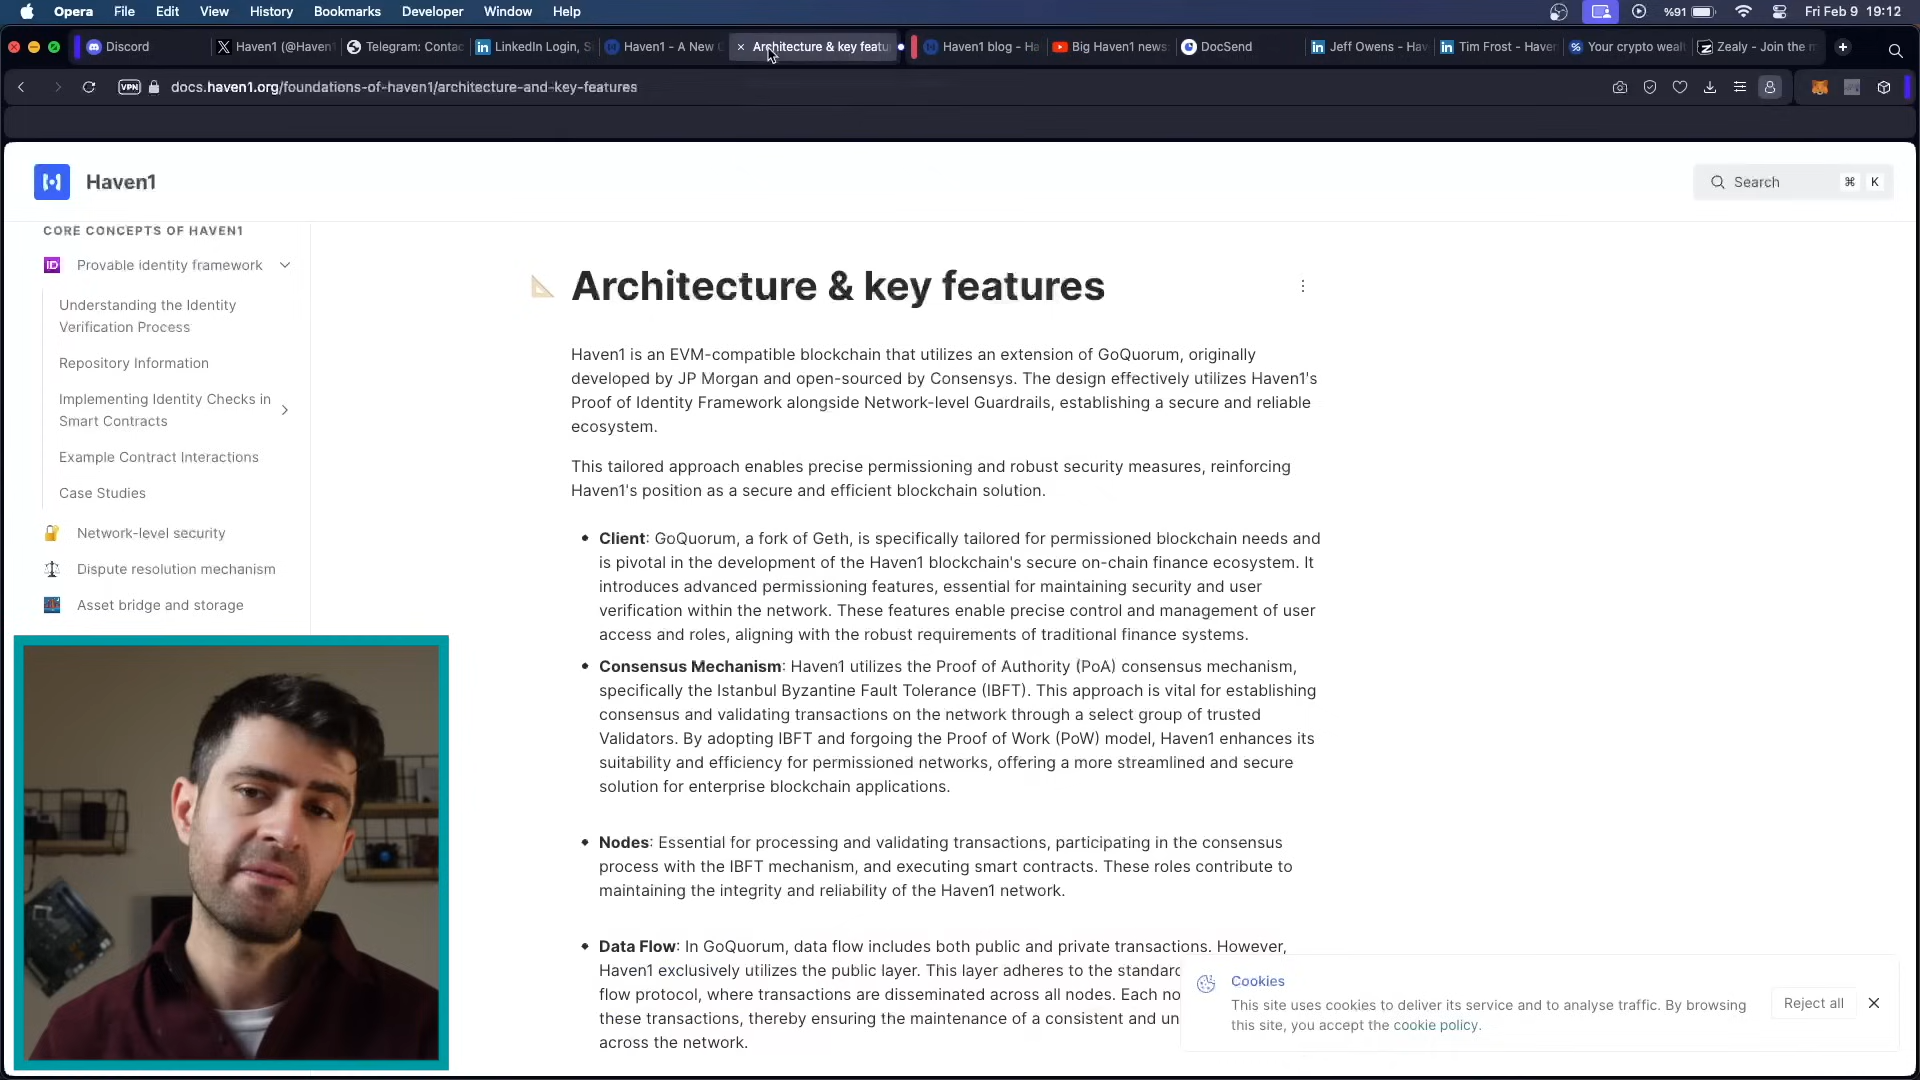 Opera File Edit View History Bookmarks Developer Window Help %91 Fri Feb 9 19:12
Discord Haven1 (@Haven Telegram: Contac LinkedIn Login, S Haven1 - A New Architecture & key featu Haven1 blog - Ha Big Haven1 news DocSend Jeff Owens - Hav Tim Frost - Haven Your crypto weal Zealy - Join the m
VPN docs.haven1.org/foundations-of-haven1/architecture-and-key-features
Haven1
Search ⌘ K
CORE CONCEPTS OF HAVEN1
ID Provable identity framework
Understanding the Identity
Verification Process
Repository Information
Implementing Identity Checks in
Smart Contracts
Example Contract Interactions
Case Studies
Network-level security
Dispute resolution mechanism
Asset bridge and storage
Architecture & key features
Haven1 is an EVM-compatible blockchain that utilizes an extension of GoQuorum, originally
developed by JP Morgan and open-sourced by Consensys. The design effectively utilizes Haven1's
Proof of Identity Framework alongside Network-level Guardrails, establishing a secure and reliable
ecosystem.
This tailored approach enables precise permissioning and robust security measures, reinforcing
Haven1's position as a secure and efficient blockchain solution.
• Client: GoQuorum, a fork of Geth, is specifically tailored for permissioned blockchain needs and
is pivotal in the development of the Haven1 blockchain's secure on-chain finance ecosystem. It
introduces advanced permissioning features, essential for maintaining security and user
verification within the network. These features enable precise control and management of user
access and roles, aligning with the robust requirements of traditional finance systems.
• Consensus Mechanism: Haven1 utilizes the Proof of Authority (PoA) consensus mechanism,
specifically the Istanbul Byzantine Fault Tolerance (IBFT). This approach is vital for establishing
consensus and validating transactions on the network through a select group of trusted
Validators. By adopting IBFT and forgoing the Proof of Work (PoW) model, Haven1 enhances its
suitability and efficiency for permissioned networks, offering a more streamlined and secure
solution for enterprise blockchain applications.
• Nodes: Essential for processing and validating transactions, participating in the consensus
process with the IBFT mechanism, and executing smart contracts. These roles contribute to
maintaining the integrity and reliability of the Haven1 network.
• Data Flow: In GoQuorum, data flow includes both public and private transactions. However,
Haven1 exclusively utilizes the public layer. This layer adheres to the standard
flow protocol, where transactions are disseminated across all nodes. Each no
these transactions, thereby ensuring the maintenance of a consistent and un
across the network.
Cookies
This site uses cookies to deliver its service and to analyse traffic. By browsing
this site, you accept the cookie policy.
Reject all